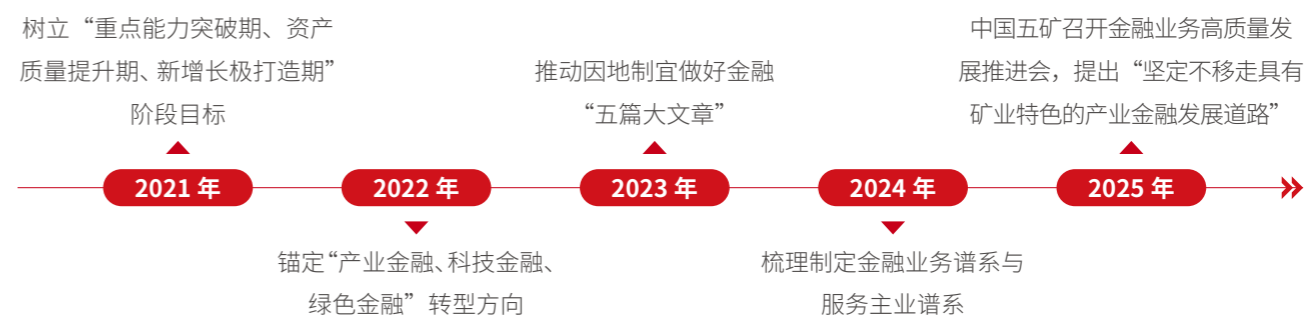 树立“重点能力突破期、资产
质量提升期、新增长极打造期”
阶段目标
推动因地制宜做好金融
“五篇大文章”
中国五矿召开金融业务高质量发
展推进会，提出“坚定不移走具有
矿业特色的产业金融发展道路”
2021 年
2022 年
2023 年
2024 年
2025 年
锚定“产业金融、科技金融、
绿色金融”转型方向
梳理制定金融业务谱系与
服务主业谱系